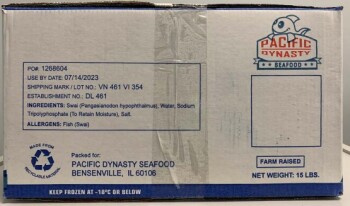 PACIFIC
DYNASTY
SEAFOOD
PO#: 1268604
USE BY DATE: 07/14/2023
SHIPPING MARK / LOT NO.: VN 461 VI 354
ESTABLISHMENT NO.: DL 461
INGREDIENTS: Swai (Pangasianodon hypophthalmus), Water, Sodium
Tripolyphosphate (To Retain Moisture), Salt.
ALLERGENS: Fish (Swai)
MADE FROM
RECYCLABLE MATERIAL
Packed for:
PACIFIC DYNASTY SEAFOOD
BENSENVILLE, IL 60106
FARM RAISED
NET WEIGHT: 15 LBS.
KEEP FROZEN AT -18°C OR BELOW